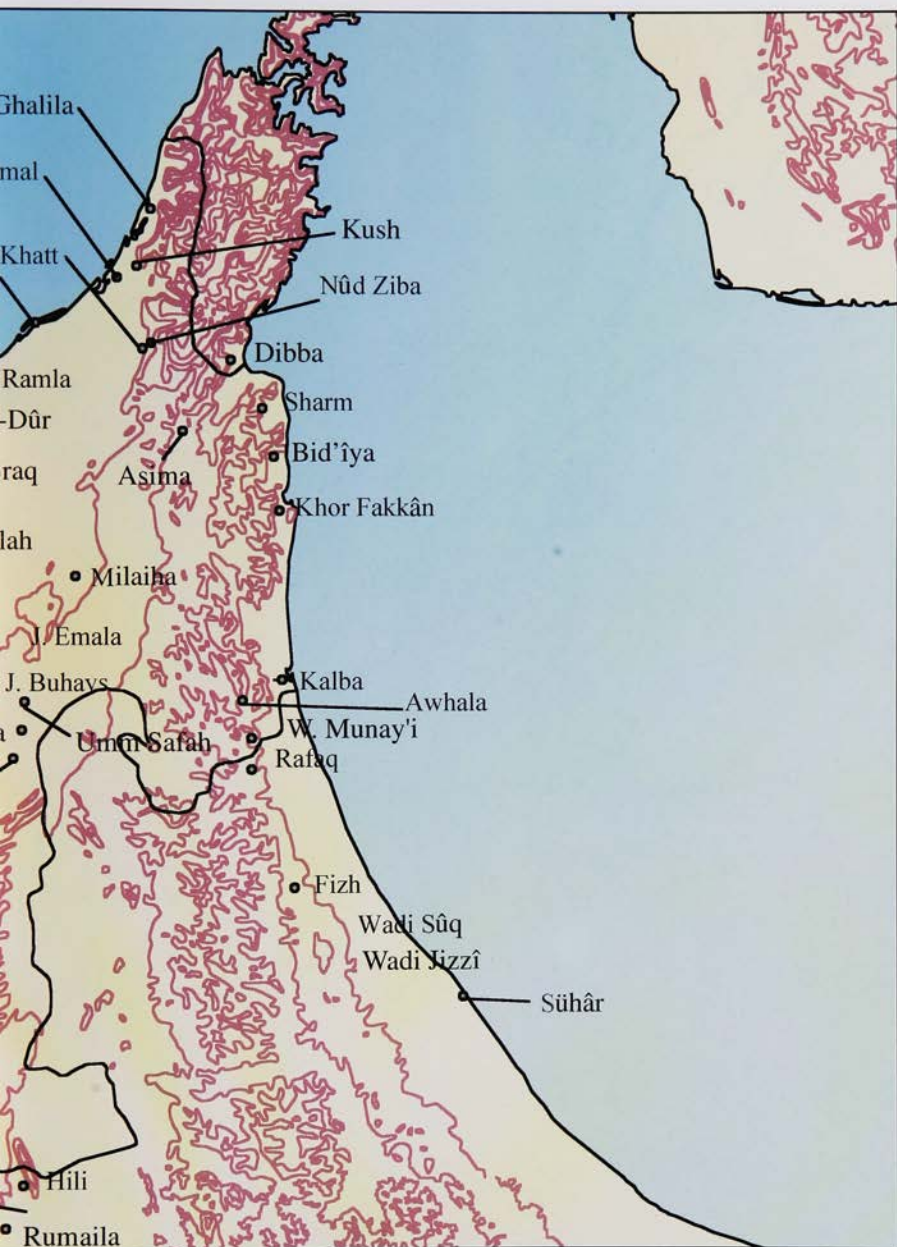 Ghalila
mal
Kush
Khatt
Nûd Ziba
Dibba
Ramla
Sharm
-Dûr
Bid’îya
raq
Asima
Khor Fakkân
lah
Milaiha
J. Emala
J. Buhays
Kalba
Awhala
W. Munay'i
a
Umm Safah
Rafaq
Fizh
Wadi Sûq
Wadi Jizzî
Sühâr
Hili
Rumaila